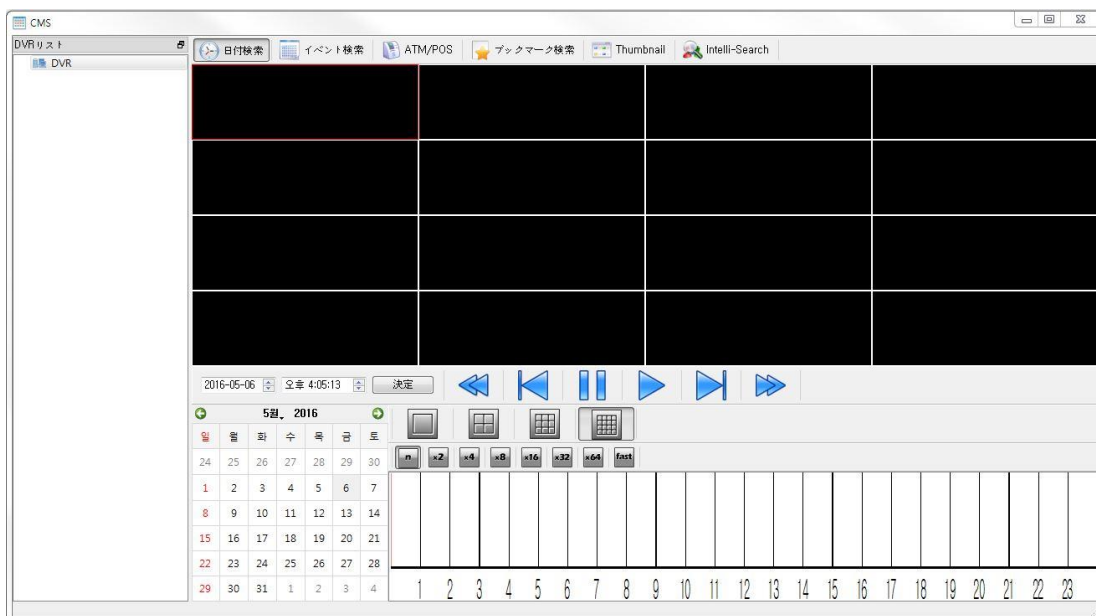 CMS
DVRリスト
DVR
日付検索 イベント検索 ATM/POS ブックマーク検索 Thumbnail Intelli-Search
2016-05-06 오후 4:05:13 決定
5월, 2016
일 월 화 수 목 금 토
n ×2 ×4 ×8 ×16 ×32 ×64 fast
24 25 26 27 28 29 30
1 2 3 4 5 6 7
8 9 10 11 12 13 14
15 16 17 18 19 20 21
22 23 24 25 26 27 28
29 30 31 1 2 3 4
1 2 3 4 5 6 7 8 9 10 11 12 13 14 15 16 17 18 19 20 21 22 23